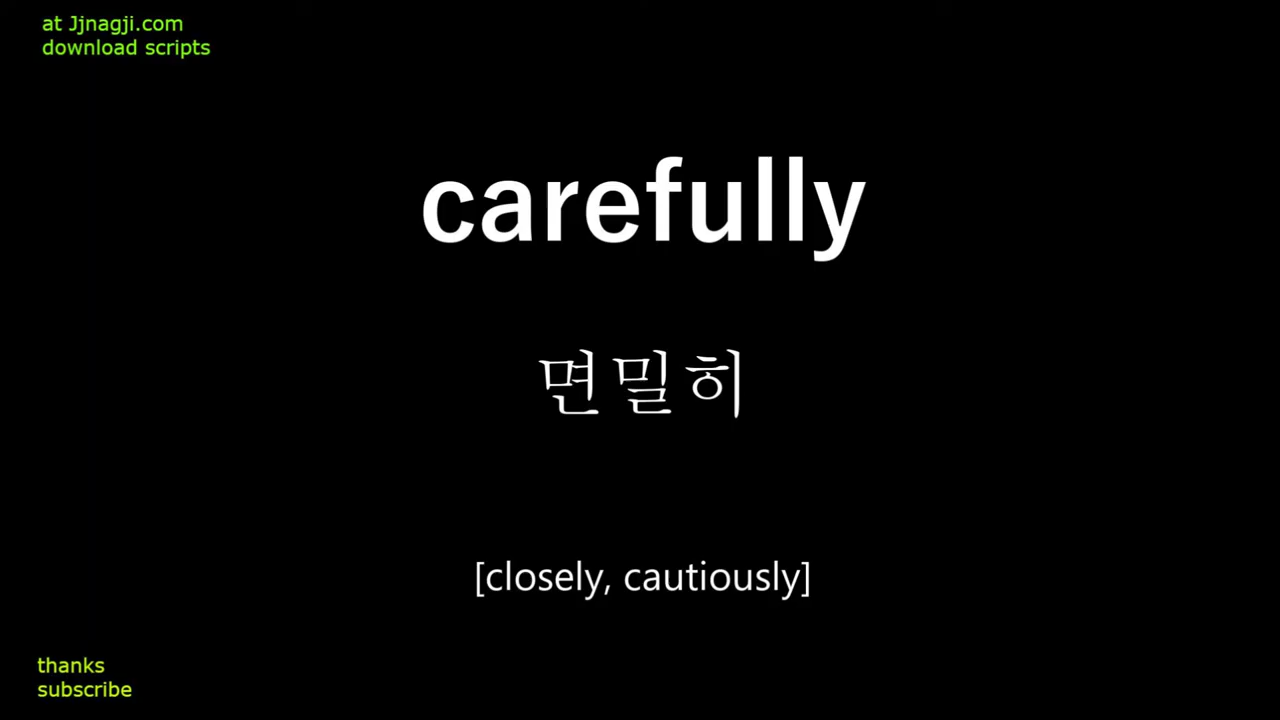 at Jjnagji.com
download scripts
carefully
면밀히
[closely, cautiously]
thanks
subscribe